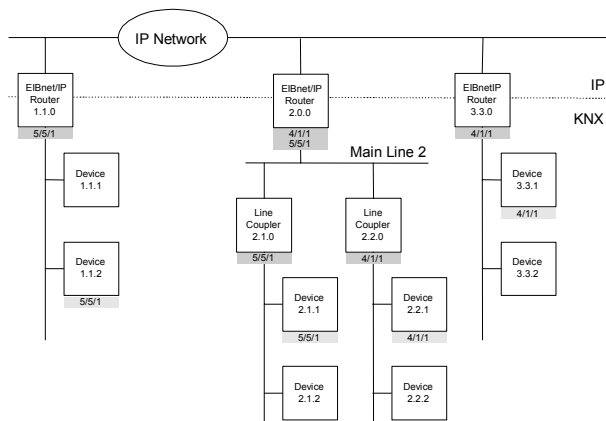 IP Network
EIBnet/IP
Router
1.1.0
5/5/1
EIBnet/IP
Router
2.0.0
4/1/1
5/5/1
EIBnetIP
Router
3.3.0
4/1/1
IP
KNX
Main Line 2
Device
1.1.1
Device
1.1.2
5/5/1
Line
Coupler
2.1.0
5/5/1
Line
Coupler
2.2.0
4/1/1
Device
3.3.1
4/1/1
Device
3.3.2
Device
2.1.1
5/5/1
Device
2.2.1
4/1/1
Device
2.1.2
Device
2.2.2